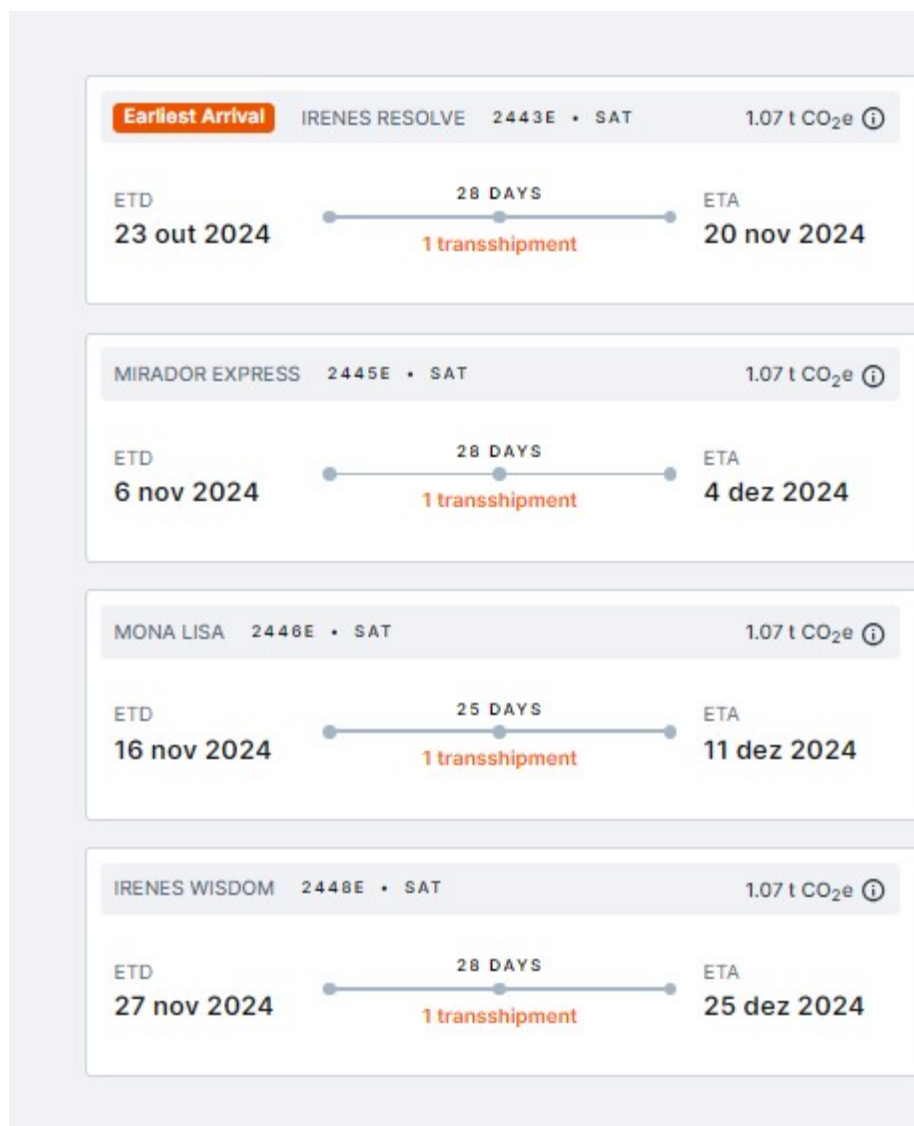 Earliest Arrival IRENES RESOLVE 2443E • SAT 1.07 t CO₂e
28 DAYS
ETD ETA
23 out 2024 20 nov 2024
1 transshipment
MIRADOR EXPRESS 2445E • SAT 1.07 t CO₂e
28 DAYS
ETD ETA
6 nov 2024 4 dez 2024
1 transshipment
MONA LISA 2446E • SAT 1.07 t CO₂e
25 DAYS
ETD ETA
16 nov 2024 11 dez 2024
1 transshipment
IRENES WISDOM 2448E • SAT 1.07 t CO₂e
28 DAYS
ETD ETA
27 nov 2024 25 dez 2024
1 transshipment